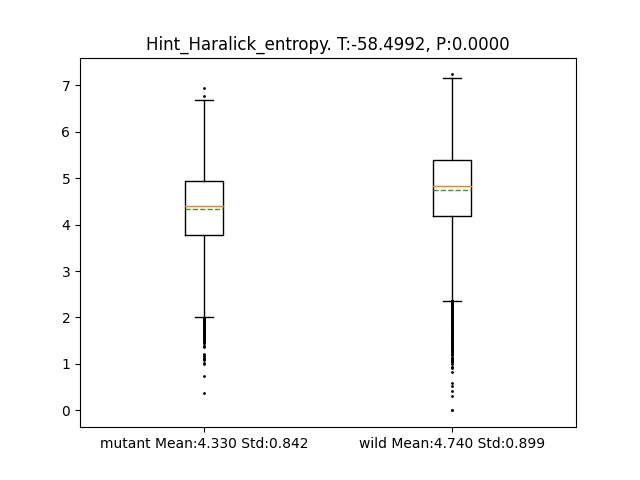 Hint_Haralick_entropy. T:-58.4992, P:0.0000
7
6
5
4
3
2
1
0
mutant Mean:4.330 Std:0.842
wild Mean:4.740 Std:0.899